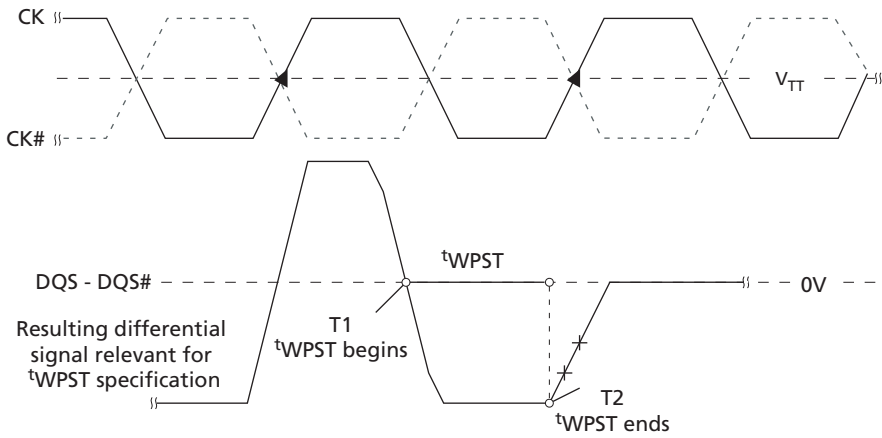 CK
V_TT
CK#
tWPST
DQS - DQS#
0V
Resulting differential
signal relevant for
tWPST specification
T1
tWPST begins
T2
tWPST ends